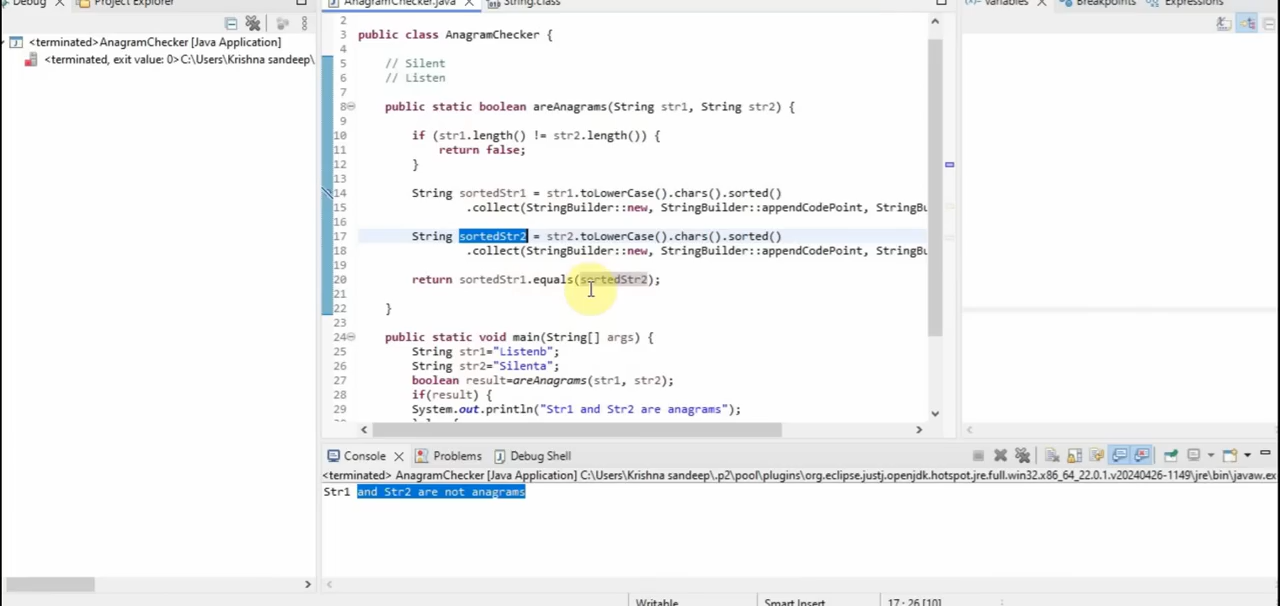 Debug
Project Explorer
<terminated>AnagramChecker [Java Application]
<terminated, exit value: 0>C:\Users\Krishna sandeep\
AnagramChecker.java
String.class
2
3 public class AnagramChecker {
4
5 // Silent
6 // Listen
7
8 public static boolean areAnagrams(String str1, String str2) {
9
10 if (str1.length() != str2.length()) {
11 return false;
12 }
13
14 String sortedStr1 = str1.toLowerCase().chars().sorted()
15 .collect(StringBuilder::new, StringBuilder::appendCodePoint, StringBu
16
17 String sortedStr2 = str2.toLowerCase().chars().sorted()
18 .collect(StringBuilder::new, StringBuilder::appendCodePoint, StringBu
19
20 return sortedStr1.equals(sortedStr2);
21
22 }
23
24 public static void main(String[] args) {
25 String str1="Listenb";
26 String str2="Silenta";
27 boolean result=areAnagrams(str1, str2);
28 if(result) {
29 System.out.println("Str1 and Str2 are anagrams");
Variables
Breakpoints
Expressions
Console
Problems
Debug Shell
<terminated> AnagramChecker [Java Application] C:\Users\Krishna sandeep\.p2\pool\plugins\org.eclipse.justj.openjdk.hotspot.jre.full.win32.x86_64_22.0.1.v20240426-1149\jre\bin\javaw.ex
Str1 and Str2 are not anagrams
Writable
Smart Insert
17 : 26 [10]